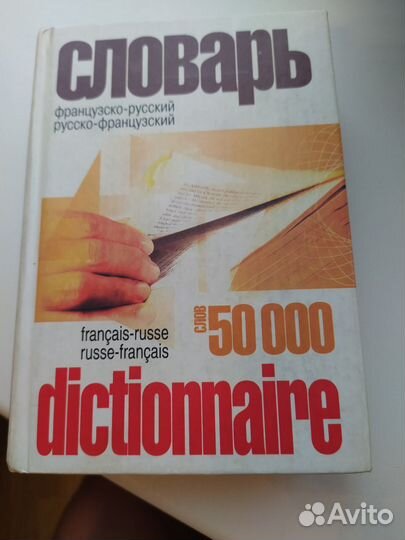 словарь
французско-русский
русско-французский
français-russe
russe-français
слов 50 000
dictionnaire
Avito